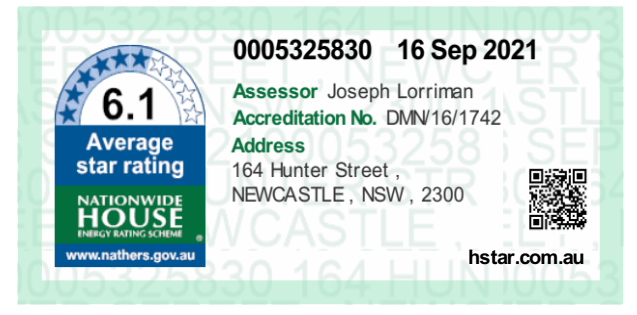 0005325830 16 Sep 2021
6.1
Average
star rating
NATIONWIDE
HOUSE
ENERGY RATING SCHEME ®
www.nathers.gov.au
Assessor Joseph Lorriman
Accreditation No. DMN/16/1742
Address
164 Hunter Street ,
NEWCASTLE , NSW , 2300
hstar.com.au